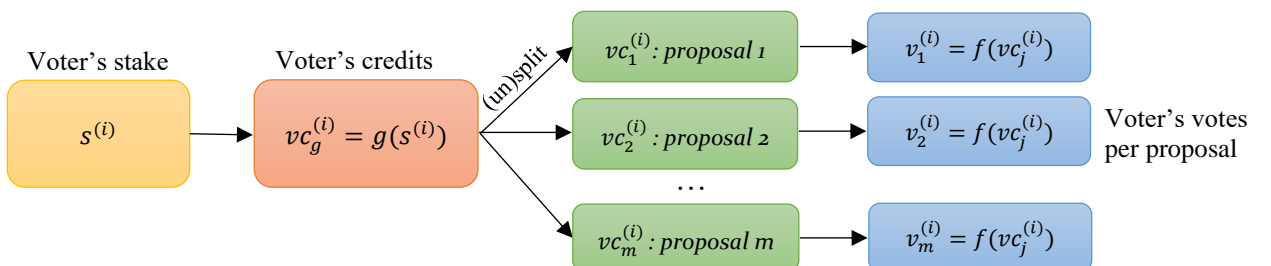 Voter's stake
Voter's credits
(un)split
s^{(i)}
vc_g^{(i)} = g(s^{(i)})
vc_1^{(i)}: proposal 1
v_1^{(i)} = f(vc_j^{(i)})
vc_2^{(i)}: proposal 2
v_2^{(i)} = f(vc_j^{(i)})
Voter's votes
per proposal
...
vc_m^{(i)}: proposal m
v_m^{(i)} = f(vc_j^{(i)})